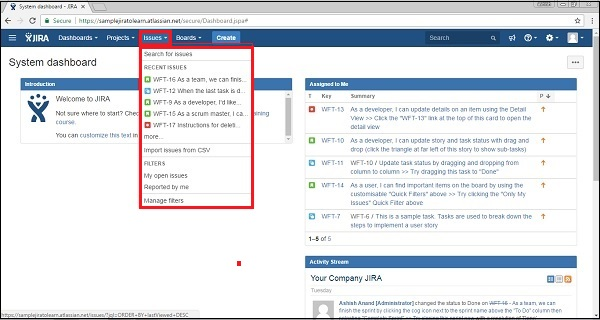 System dashboard - JIRA
Secure | https://samplejiratolearn.atlassian.net/secure/Dashboard.jspa#
JIRA Dashboards Projects Issues Boards Create Search
System dashboard
Introduction
Welcome to JIRA
Not sure where to start? Che
course.
You can customize this text in
Search for issues
RECENT ISSUES
WFT-16 As a team, we can finis...
WFT-12 When the last task is d...
WFT-9 As a developer, I'd like...
WFT-15 As a scrum master, I ca...
WFT-17 Instructions for deleti...
more...
Import issues from CSV
FILTERS
My open issues
Reported by me
Manage filters
ning
Assigned to Me
T Key Summary P
WFT-13 As a developer, I can update details on an item using the Detail
View >> Click the "WFT-13" link at the top of this card to open the
detail view
WFT-10 As a developer, I can update story and task status with drag and
drop (click the triangle at far left of this story to show sub-tasks)
WFT-11 WFT-10 / Update task status by dragging and dropping from
column to column >> Try dragging this task to "Done"
WFT-14 As a user, I can find important items on the board by using the
customisable "Quick Filters" above >> Try clicking the "Only My
Issues" Quick Filter above
WFT-7 WFT-6 / This is a sample task. Tasks are used to break down
the steps to implement a user story
1–5 of 5
Activity Stream
Your Company JIRA
Tuesday
Ashish Anand [Administrator] changed the status to Done on WFT-16 - As a team, we can
finish the sprint by clicking the cog icon next to the sprint name above the "To Do" column then
https://samplejiratolearn.atlassian.net/issues/?jql=ORDER+BY+lastViewed+DESC